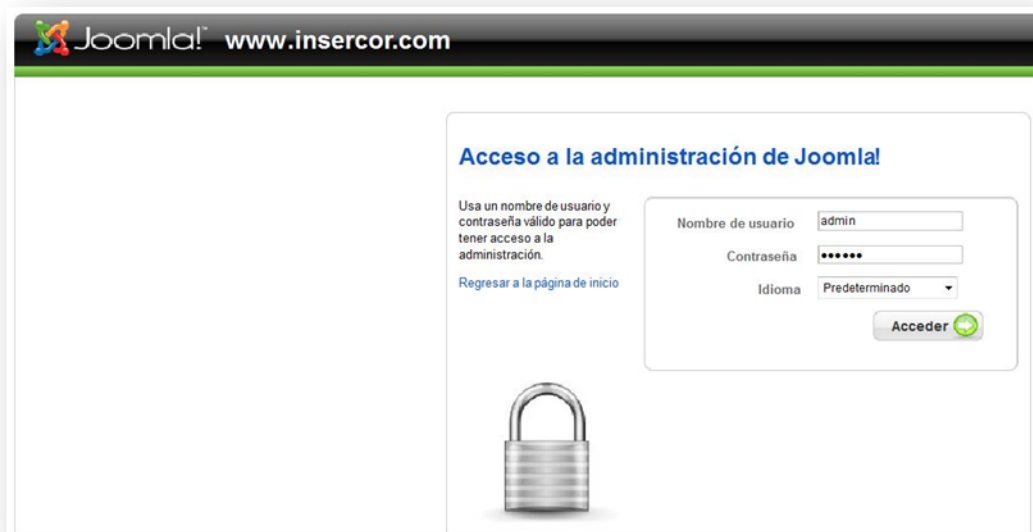 Joomla!™ www.insercor.com
Acceso a la administración de Joomla!
Usa un nombre de usuario y
contraseña válido para poder
tener acceso a la
administración.
Regresar a la página de inicio
Nombre de usuario admin
Contraseña ••••••
Idioma Predeterminado
Acceder